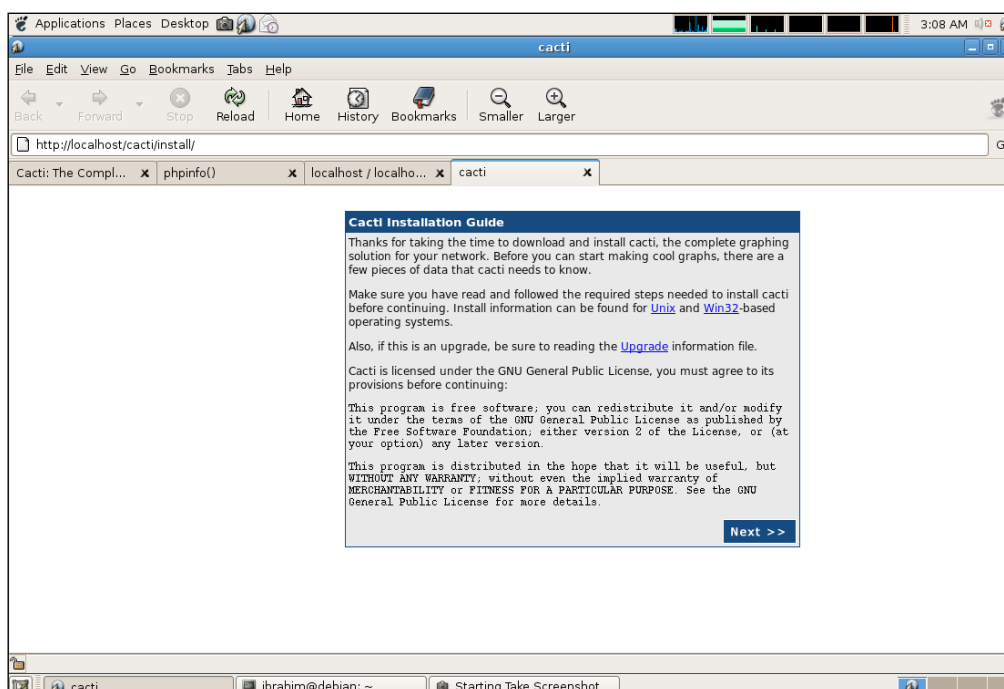 Applications Places Desktop 3:08 AM
cacti
File Edit View Go Bookmarks Tabs Help
Back Forward Stop Reload Home History Bookmarks Smaller Larger
http://localhost/cacti/install/ G
Cacti: The Compl... x phpinfo() x localhost / localho... x cacti x
Cacti Installation Guide
Thanks for taking the time to download and install cacti, the complete graphing
solution for your network. Before you can start making cool graphs, there are a
few pieces of data that cacti needs to know.
Make sure you have read and followed the required steps needed to install cacti
before continuing. Install information can be found for Unix and Win32-based
operating systems.
Also, if this is an upgrade, be sure to reading the Upgrade information file.
Cacti is licensed under the GNU General Public License, you must agree to its
provisions before continuing:
This program is free software; you can redistribute it and/or modify
it under the terms of the GNU General Public License as published by
the Free Software Foundation; either version 2 of the License, or (at
your option) any later version.
This program is distributed in the hope that it will be useful, but
WITHOUT ANY WARRANTY; without even the implied warranty of
MERCHANTABILITY or FITNESS FOR A PARTICULAR PURPOSE. See the GNU
General Public License for more details.
Next >>
cacti ibrahim@debian: ~ Starting Take Screenshot